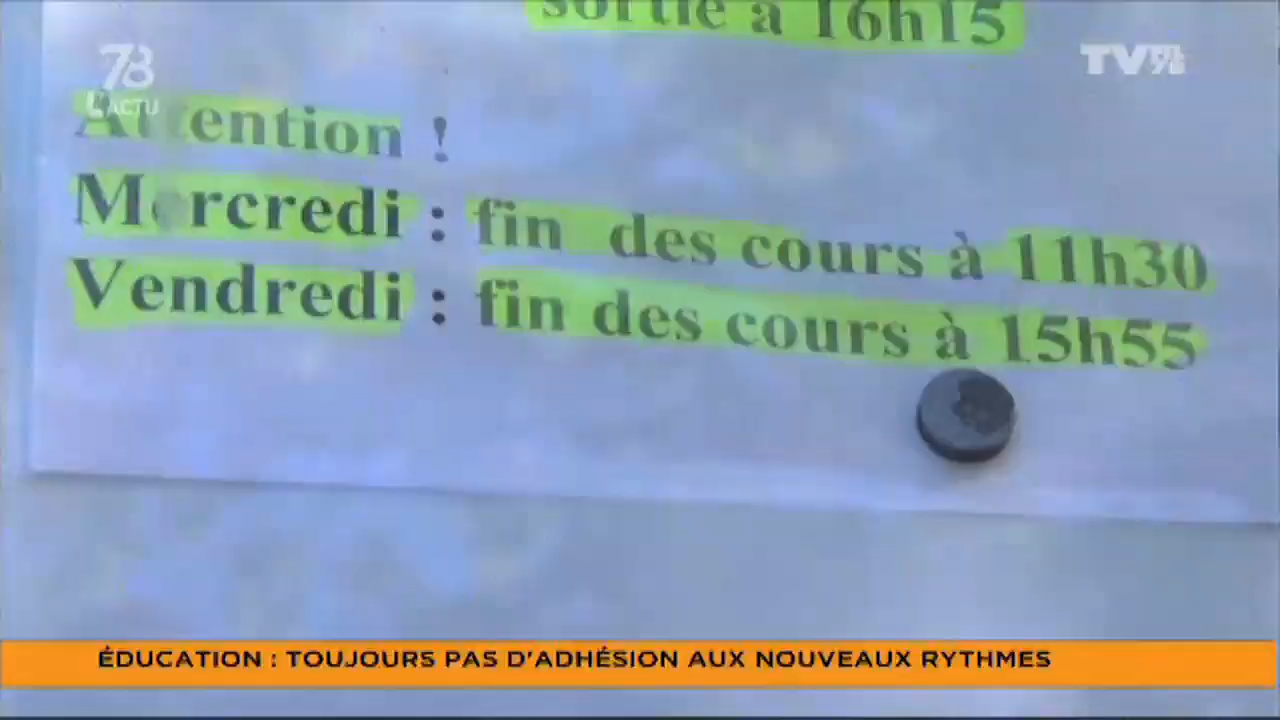 sortie à 16h15
78
L'ACTU
TV78
Attention !
Mercredi : fin des cours à 11h30
Vendredi : fin des cours à 15h55
ÉDUCATION : TOUJOURS PAS D'ADHÉSION AUX NOUVEAUX RYTHMES